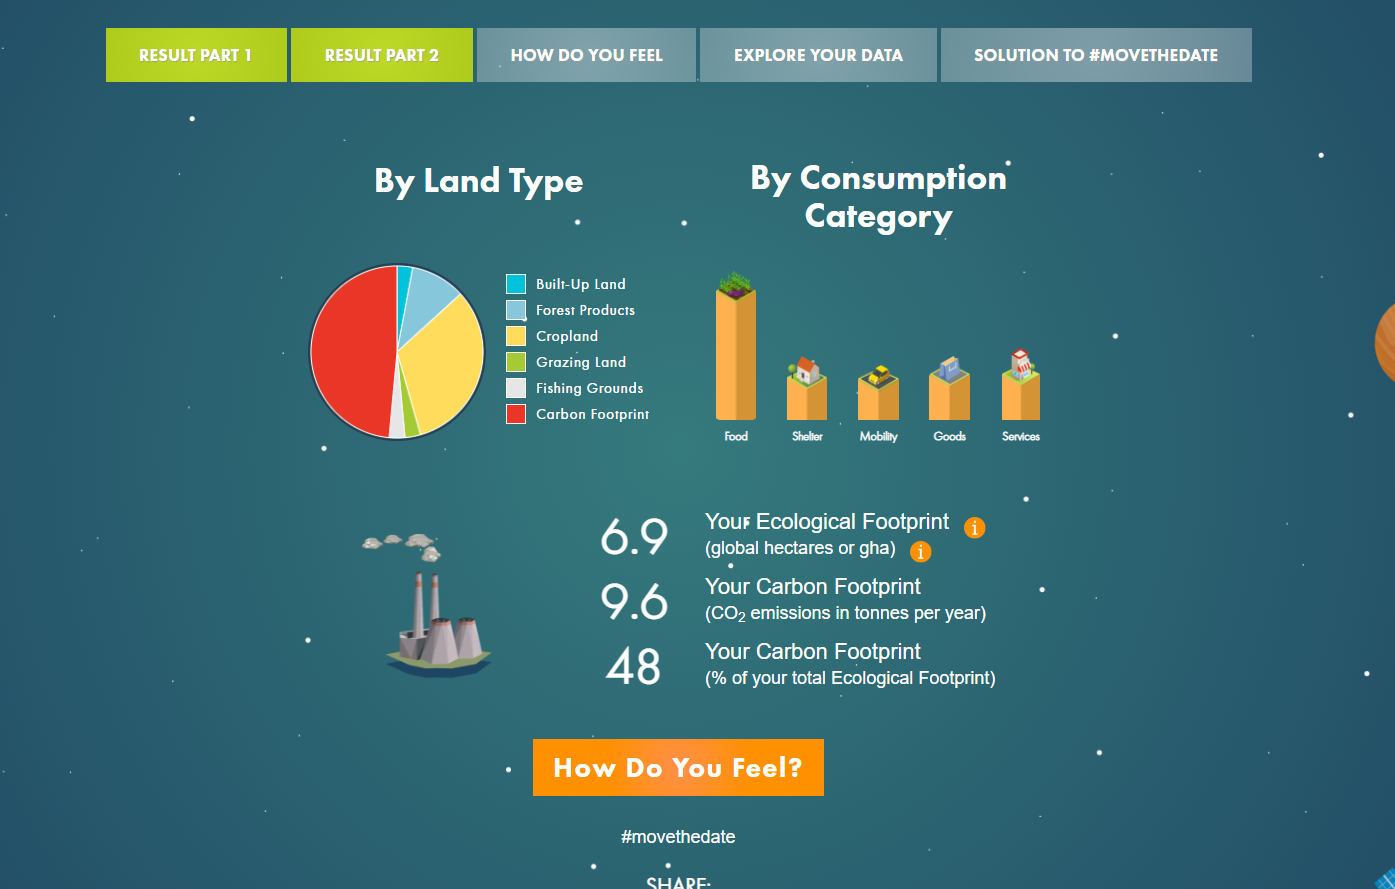 RESULT PART 1
RESULT PART 2
HOW DO YOU FEEL
EXPLORE YOUR DATA
SOLUTION TO #MOVETHEDATE
By Land Type
By Consumption
Category
Built-Up Land
Forest Products
Cropland
Grazing Land
Fishing Grounds
Carbon Footprint
Food
Shelter
Mobility
Goods
Services
6.9
Your Ecological Footprint i
(global hectares or gha) i
9.6
Your Carbon Footprint
(CO2 emissions in tonnes per year)
48
Your Carbon Footprint
(% of your total Ecological Footprint)
How Do You Feel?
#movethedate
SHARE: